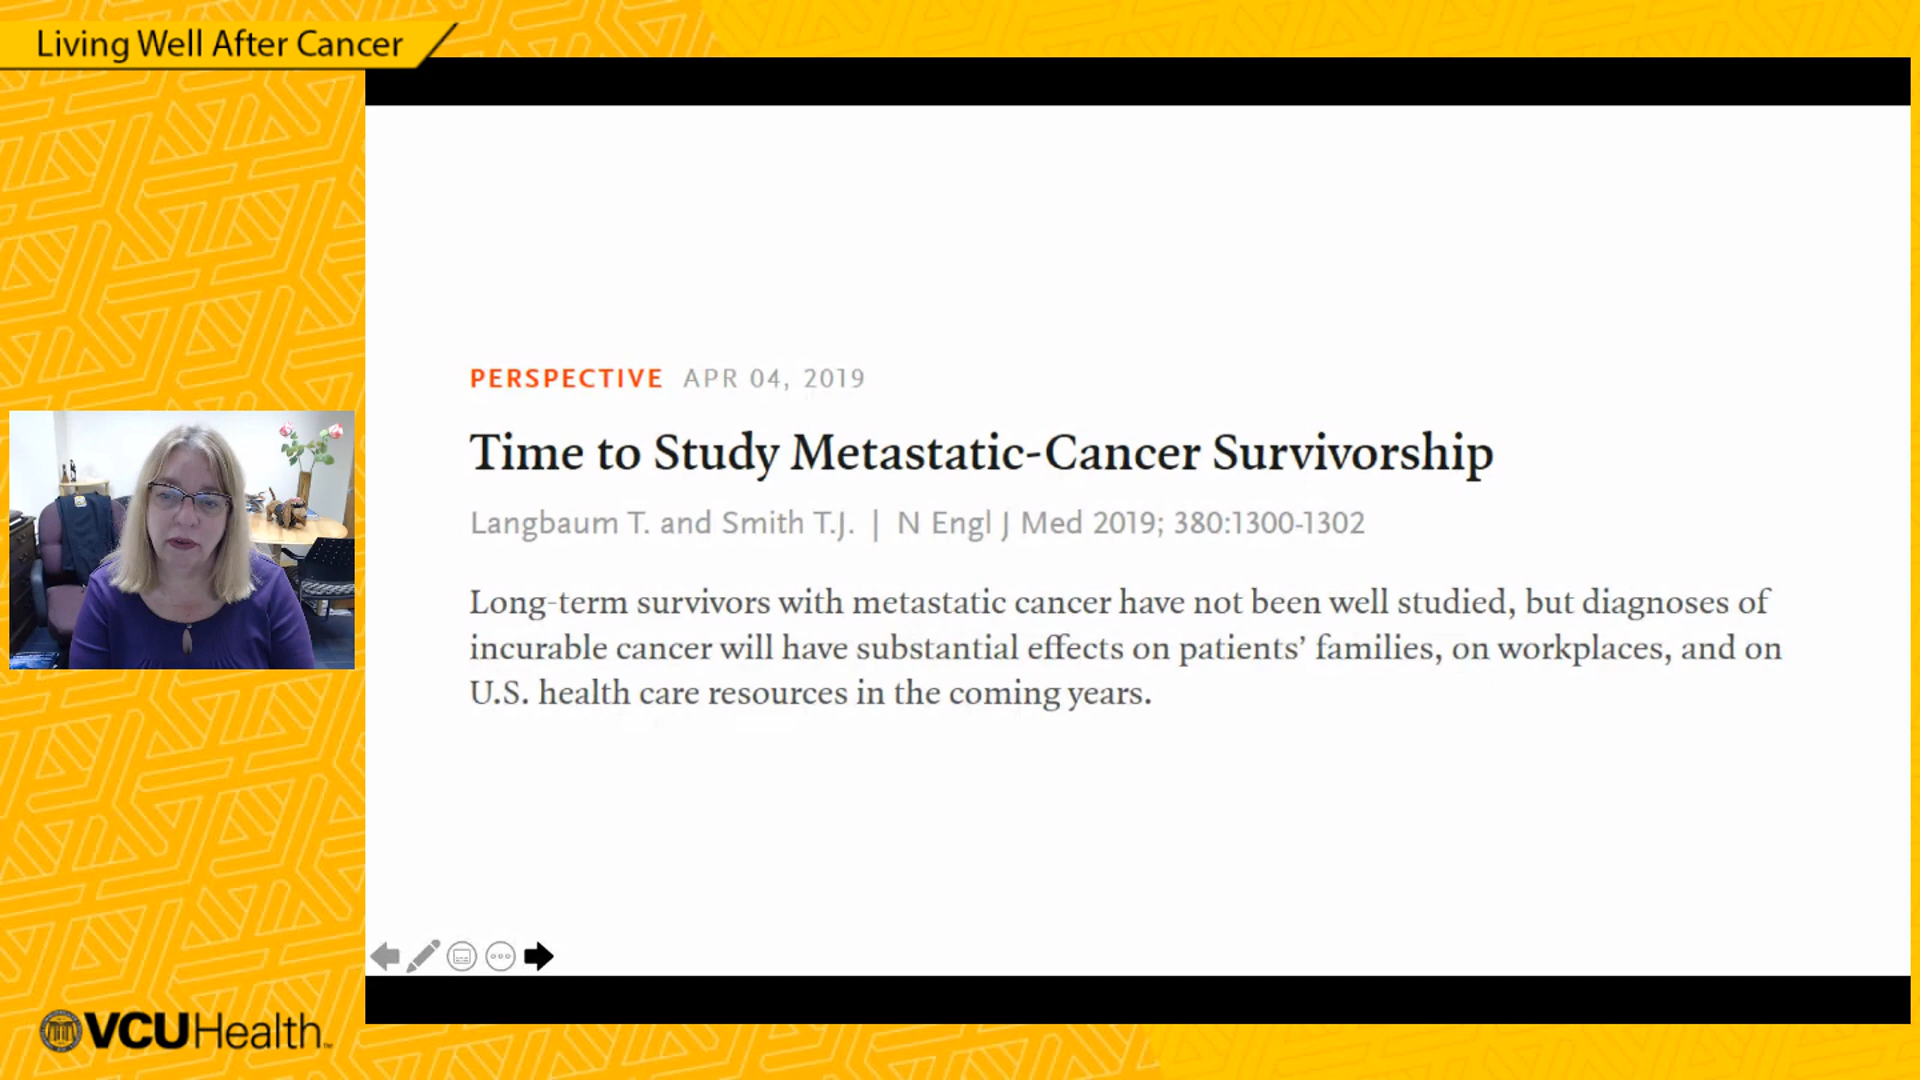 Living Well After Cancer
PERSPECTIVE APR 04, 2019
Time to Study Metastatic-Cancer Survivorship
Langbaum T. and Smith T.J. | N Engl J Med 2019; 380:1300-1302
Long-term survivors with metastatic cancer have not been well studied, but diagnoses of
incurable cancer will have substantial effects on patients’ families, on workplaces, and on
U.S. health care resources in the coming years.
VCUHealth™